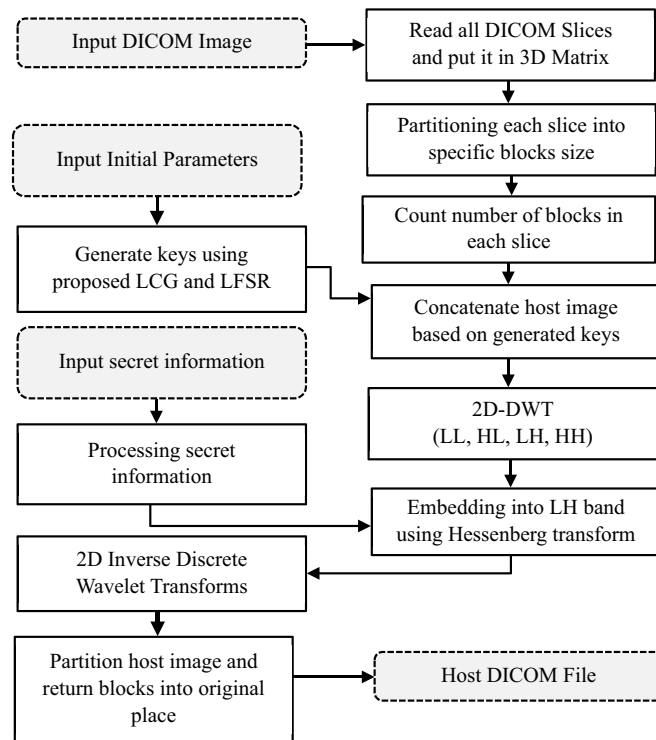 Input DICOM Image
Read all DICOM Slices
and put it in 3D Matrix
Partitioning each slice into
specific blocks size
Input Initial Parameters
Count number of blocks in
each slice
Generate keys using
proposed LCG and LFSR
Concatenate host image
based on generated keys
Input secret information
2D-DWT
(LL, HL, LH, HH)
Processing secret
information
Embedding into LH band
using Hessenberg transform
2D Inverse Discrete
Wavelet Transforms
Partition host image and
return blocks into original
place
Host DICOM File